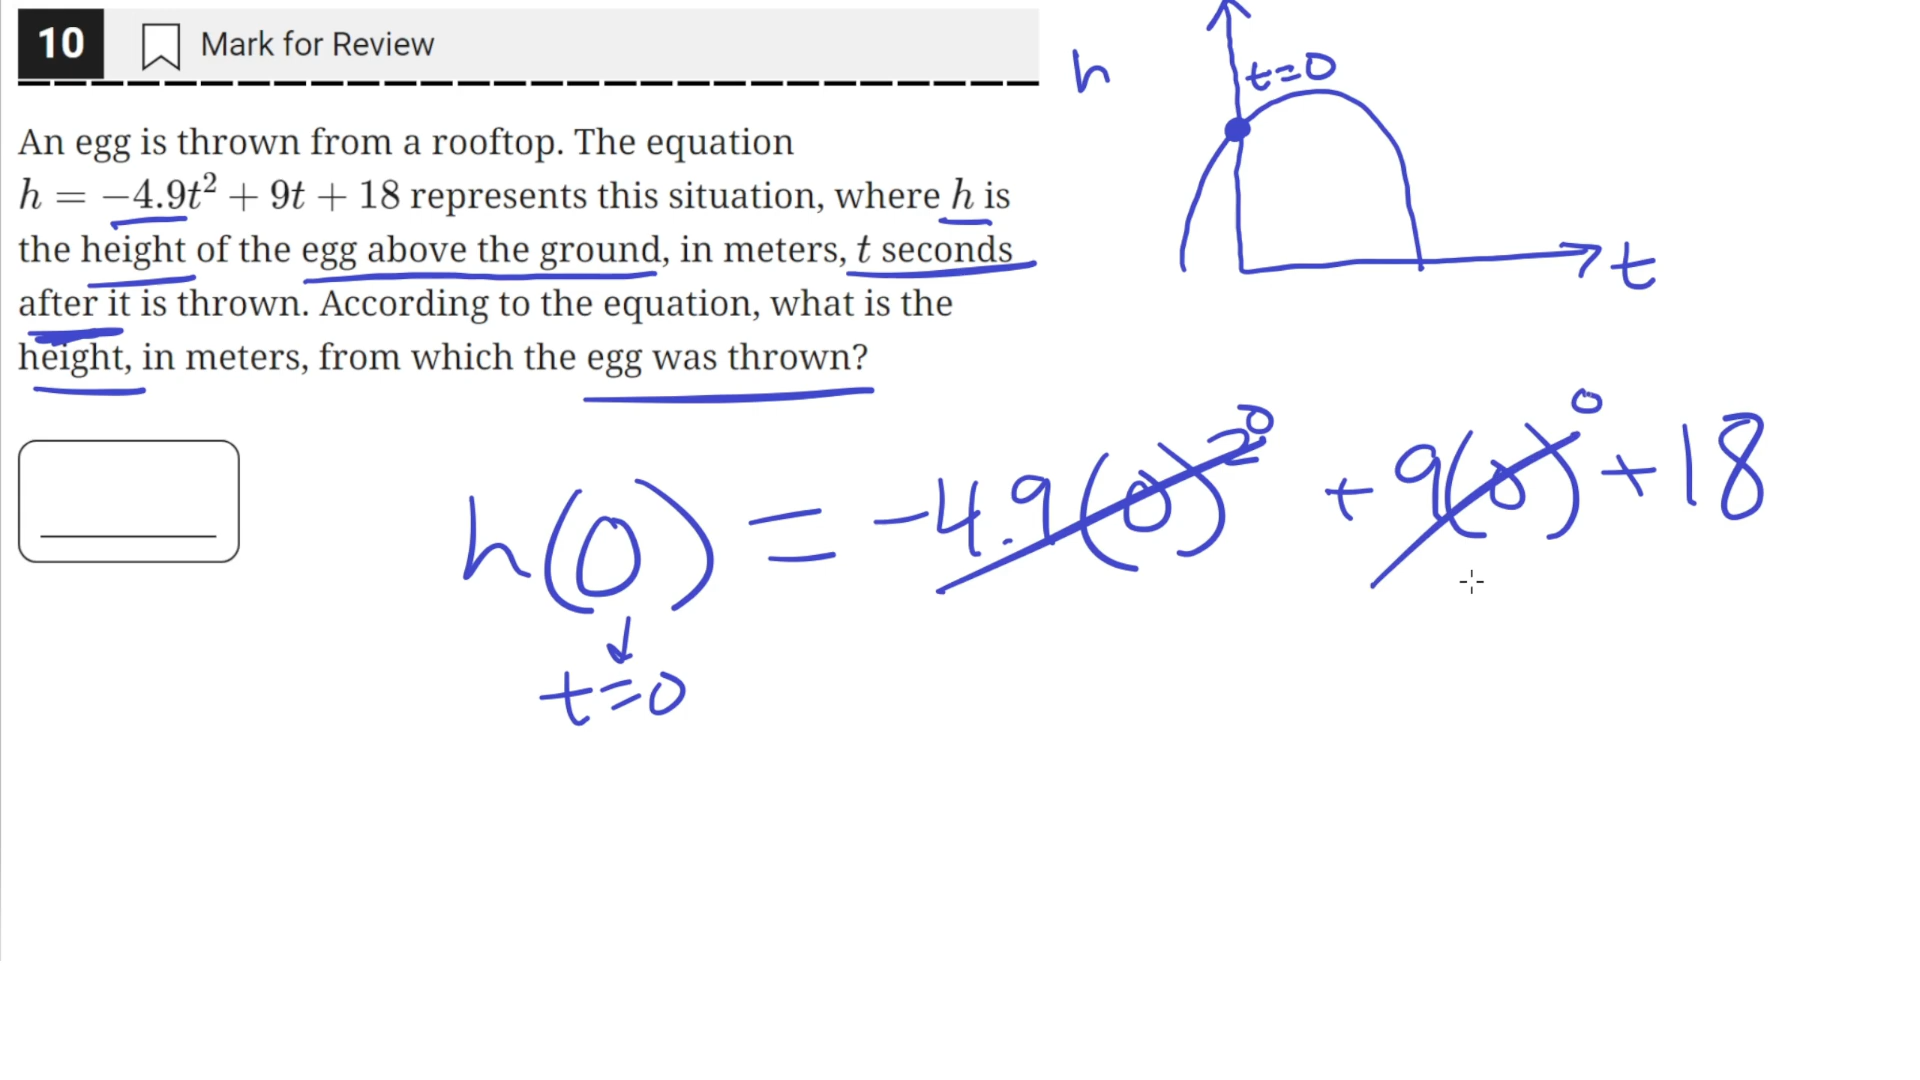 10 Mark for Review
h
t=0
t
An egg is thrown from a rooftop. The equation
h = −4.9t² + 9t + 18 represents this situation, where h is
the height of the egg above the ground, in meters, t seconds
after it is thrown. According to the equation, what is the
height, in meters, from which the egg was thrown?
0 0
h(0) = −4.9(0)² + 9(0) + 18
t=0